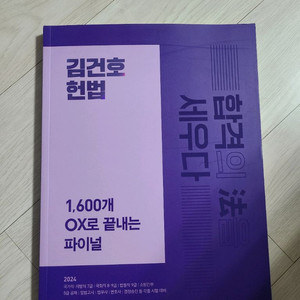 김건호
헌법
합격의 法을
세우다
1,600개
OX로 끝내는
파이널
2024